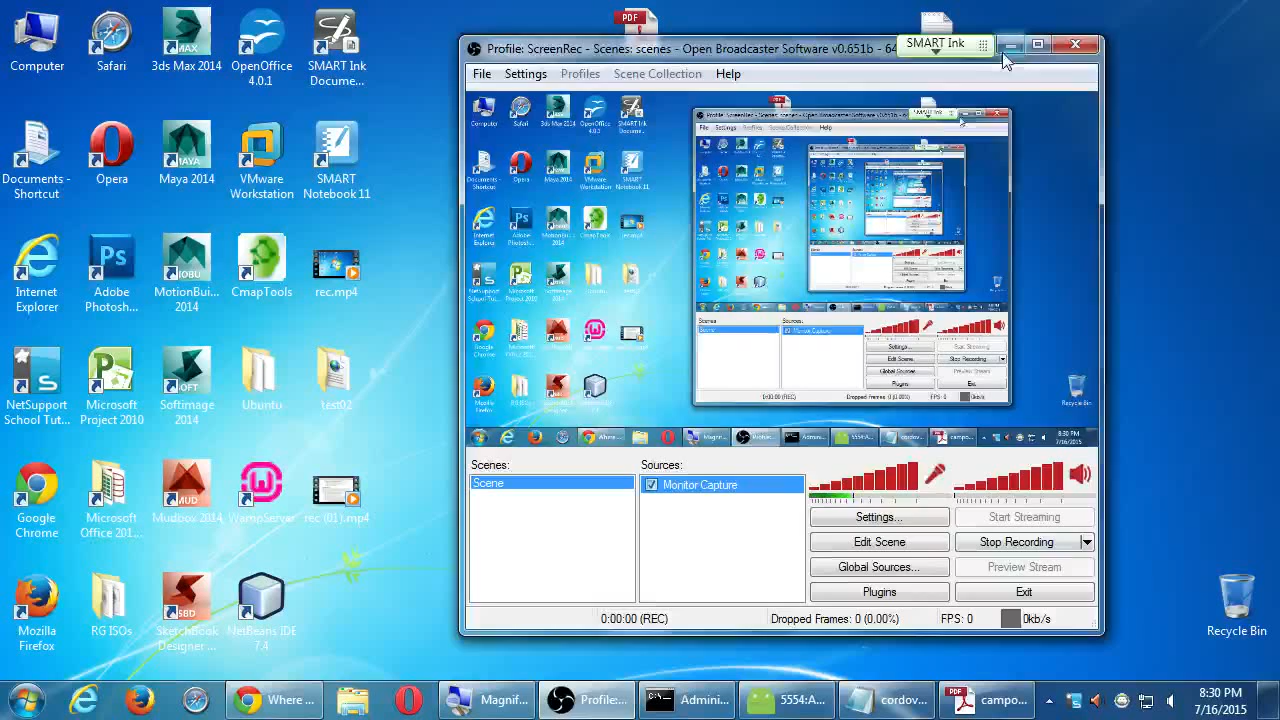 Computer
Safari
3ds Max 2014
OpenOffice 4.0.1
SMART Ink Docume...
PDF
Documents - Shortcut
Opera
Maya 2014
VMware Workstation
SMART Notebook 11
Internet Explorer
Adobe Photosh...
MotionBui... 2014
CmapTools
rec.mp4
NetSupport School Tut...
Microsoft Project 2010
Softimage 2014
Ubuntu
test02
Google Chrome
Microsoft Office 201...
Mudbox 2014
WampServer
rec (01).mp4
Mozilla Firefox
RG ISOs
SketchBook Designer ...
NetBeans IDE 7.4
Recycle Bin
Profile: ScreenRec - Scenes: scenes - Open Broadcaster Software v0.651b - 64
SMART Ink
File Settings Profiles Scene Collection Help
Scenes:
Scene
Sources:
Monitor Capture
Settings...
Start Streaming
Edit Scene
Stop Recording
Global Sources...
Preview Stream
Plugins
Exit
0:00:00 (REC)
Dropped Frames: 0 (0.00%)
FPS: 0
0kb/s
Where ...
Magnif...
Profile:...
Admini...
5554:A...
cordov...
campo...
8:30 PM
7/16/2015